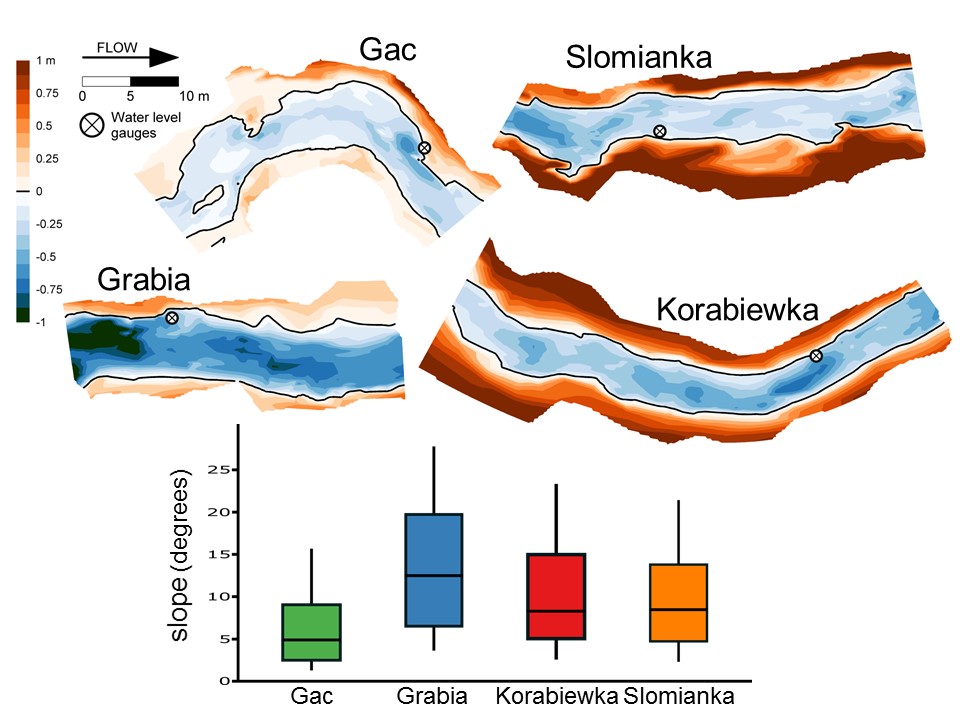 Gac
Slomianka
FLOW
0 5 10 m
Water level
gauges
1 m
0.75
0.5
0.25
0
-0.25
-0.5
-0.75
-1
Grabia
Korabiewka
slope (degrees)
25
20
15
10
5
0
Gac Grabia Korabiewka Slomianka